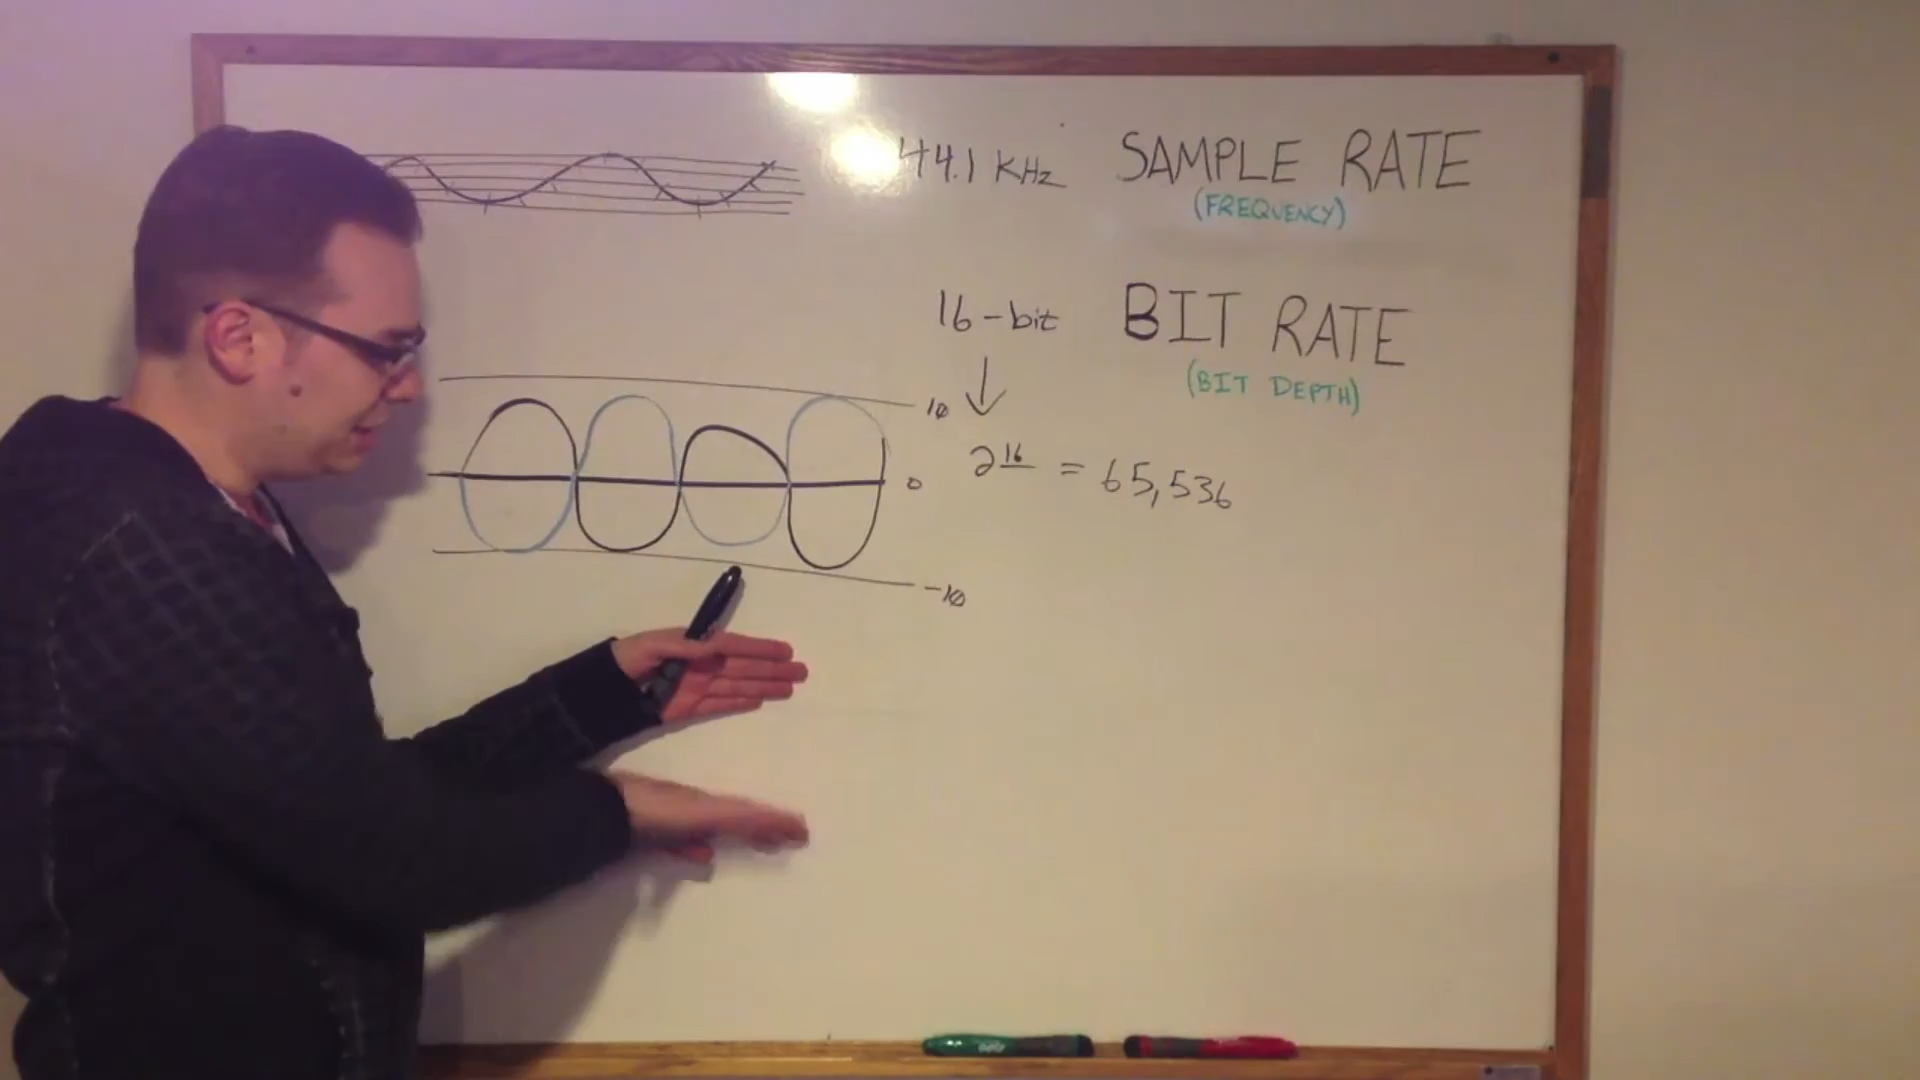 44.1 KHz SAMPLE RATE
(FREQUENCY)
16-bit BIT RATE
(BIT DEPTH)
10
0
2^16 = 65,536
-10